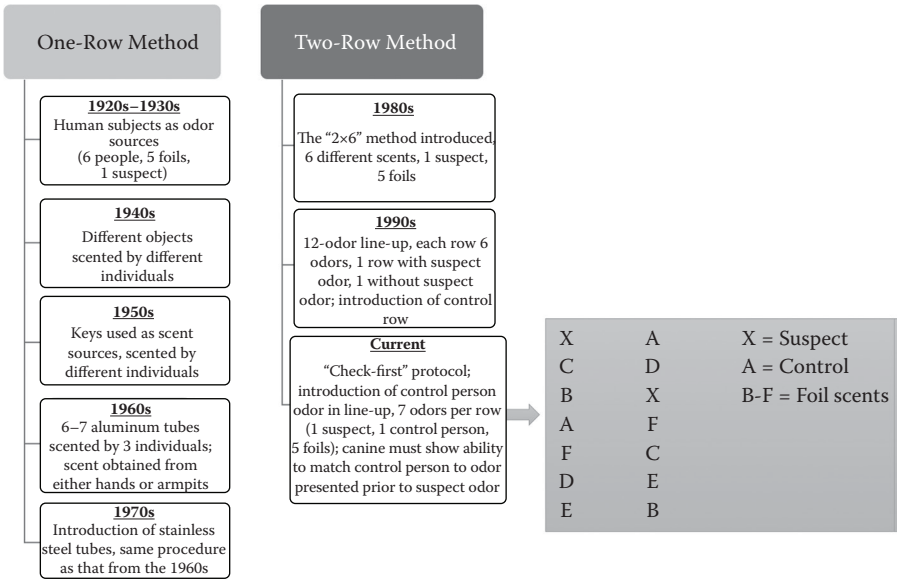 One-Row Method
1920s–1930s
Human subjects as odor
sources
(6 people, 5 foils,
1 suspect)
1940s
Different objects
scented by different
individuals
1950s
Keys used as scent
sources, scented by
different individuals
1960s
6–7 aluminum tubes
scented by 3 individuals;
scent obtained from
either hands or armpits
1970s
Introduction of stainless
steel tubes, same procedure
as that from the 1960s
Two-Row Method
1980s
The “2×6” method introduced,
6 different scents, 1 suspect,
5 foils
1990s
12-odor line-up, each row 6
odors, 1 row with suspect
odor, 1 without suspect
odor; introduction of control
row
Current
“Check-first” protocol;
introduction of control person
odor in line-up, 7 odors per row
(1 suspect, 1 control person,
5 foils); canine must show ability
to match control person to odor
presented prior to suspect odor
X A X = Suspect
C D A = Control
B X B-F = Foil scents
A F
F C
D E
E B